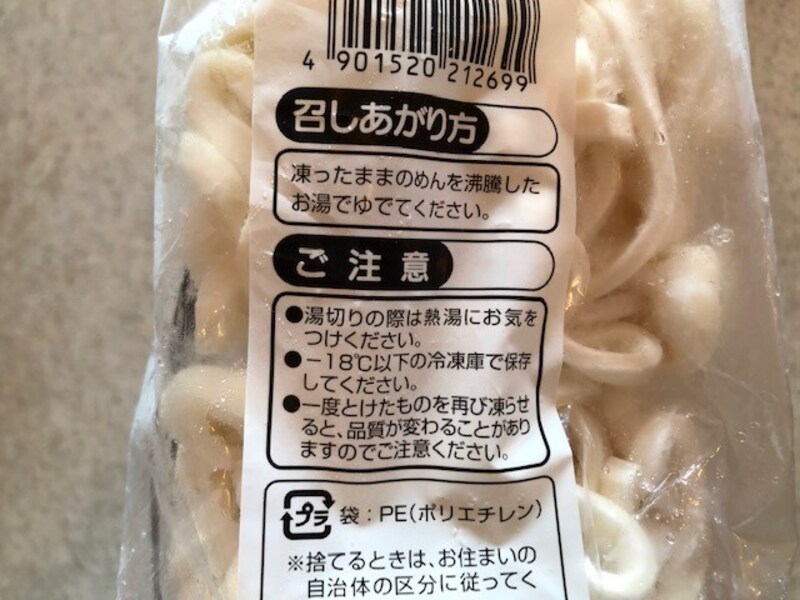 4 901520 212699
召しあがり方
凍ったままのめんを沸騰した
お湯でゆでてください。
ご注意
●湯切りの際は熱湯にお気を
つけください。
●−18℃以下の冷凍庫で保存
してください。
●一度とけたものを再び凍らせ
ると、品質が変わることがあり
ますのでご注意ください。
プラ 袋：PE（ポリエチレン）
※捨てるときは、お住まいの
自治体の区分に従ってく